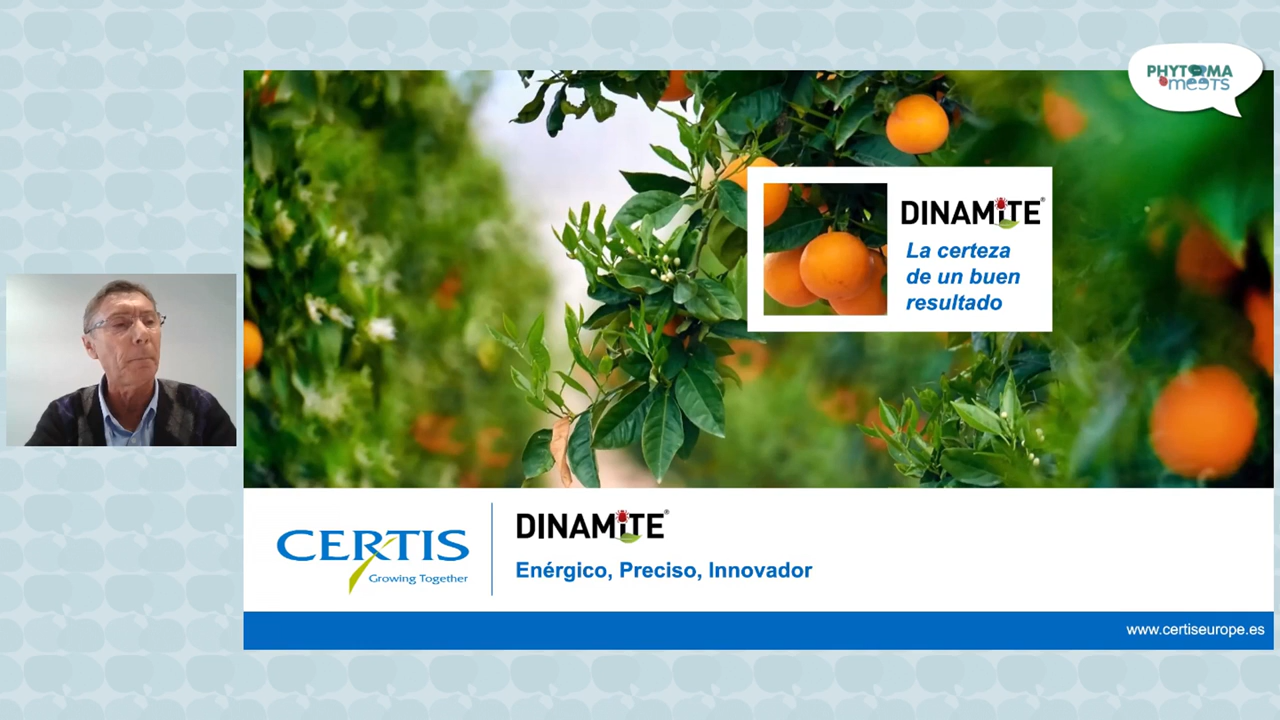 PHYTOMA
meets
DINAMITE®
La certeza
de un buen
resultado
CERTIS
Growing Together
DINAMITE®
Enérgico, Preciso, Innovador
www.certiseurope.es